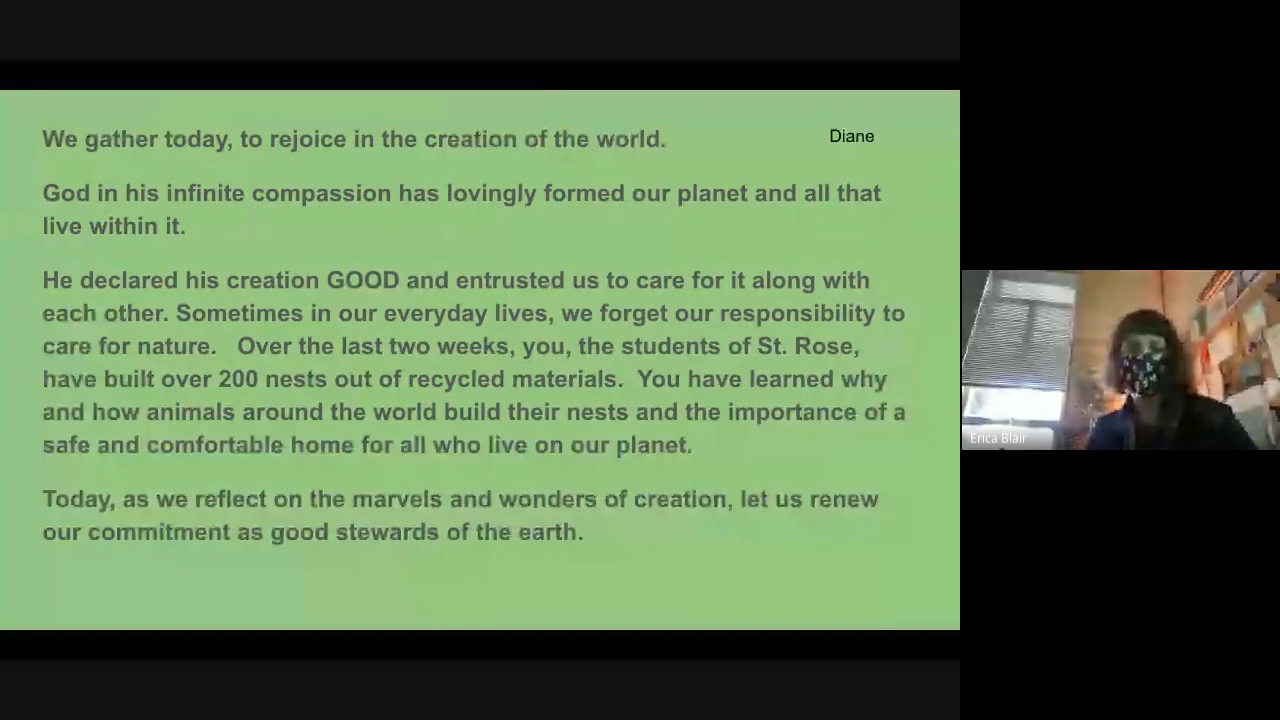 We gather today, to rejoice in the creation of the world.
Diane
God in his infinite compassion has lovingly formed our planet and all that
live within it.
He declared his creation GOOD and entrusted us to care for it along with
each other. Sometimes in our everyday lives, we forget our responsibility to
care for nature.   Over the last two weeks, you, the students of St. Rose,
have built over 200 nests out of recycled materials.  You have learned why
and how animals around the world build their nests and the importance of a
safe and comfortable home for all who live on our planet.
Today, as we reflect on the marvels and wonders of creation, let us renew
our commitment as good stewards of the earth.
Erica Blair